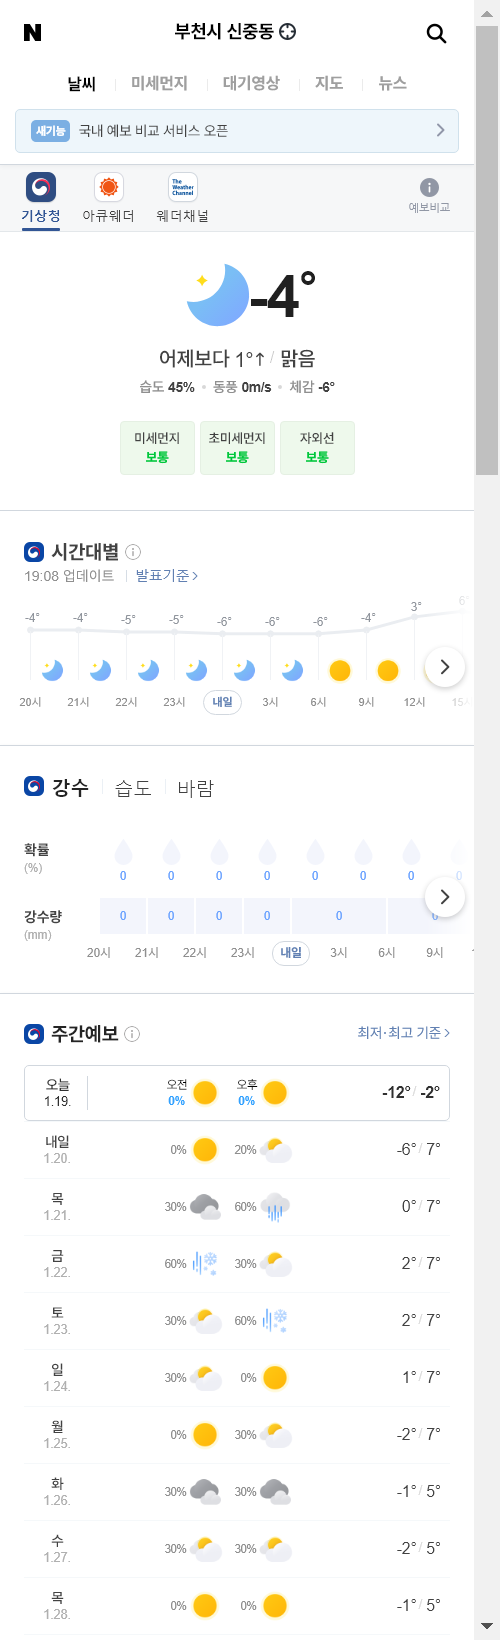 N 부천시 신중동
날씨 미세먼지 대기영상 지도 뉴스
새기능 국내 예보 비교 서비스 오픈
The Weather Channel
기상청 아큐웨더 웨더채널 예보비교
-4°
어제보다 1°↑ / 맑음
습도 45% • 동풍 0m/s • 체감 -6°
미세먼지 초미세먼지 자외선
보통 보통 보통
시간대별
19:08 업데이트 발표기준 >
-4° -4° -5° -5° -6° -6° -6° -4° 3° 6°
20시 21시 22시 23시 내일 3시 6시 9시 12시 15시
강수 습도 바람
확률
(%)
0 0 0 0 0 0 0 0
강수량
(mm)
0 0 0 0 0 0
20시 21시 22시 23시 내일 3시 6시 9시
주간예보 최저·최고 기준 >
오늘 1.19. 오전 0% 오후 0% -12° / -2°
내일 1.20. 0% 20% -6° / 7°
목 1.21. 30% 60% 0° / 7°
금 1.22. 60% 30% 2° / 7°
토 1.23. 30% 60% 2° / 7°
일 1.24. 30% 0% 1° / 7°
월 1.25. 0% 30% -2° / 7°
화 1.26. 30% 30% -1° / 5°
수 1.27. 30% 30% -2° / 5°
목 1.28. 0% 0% -1° / 5°